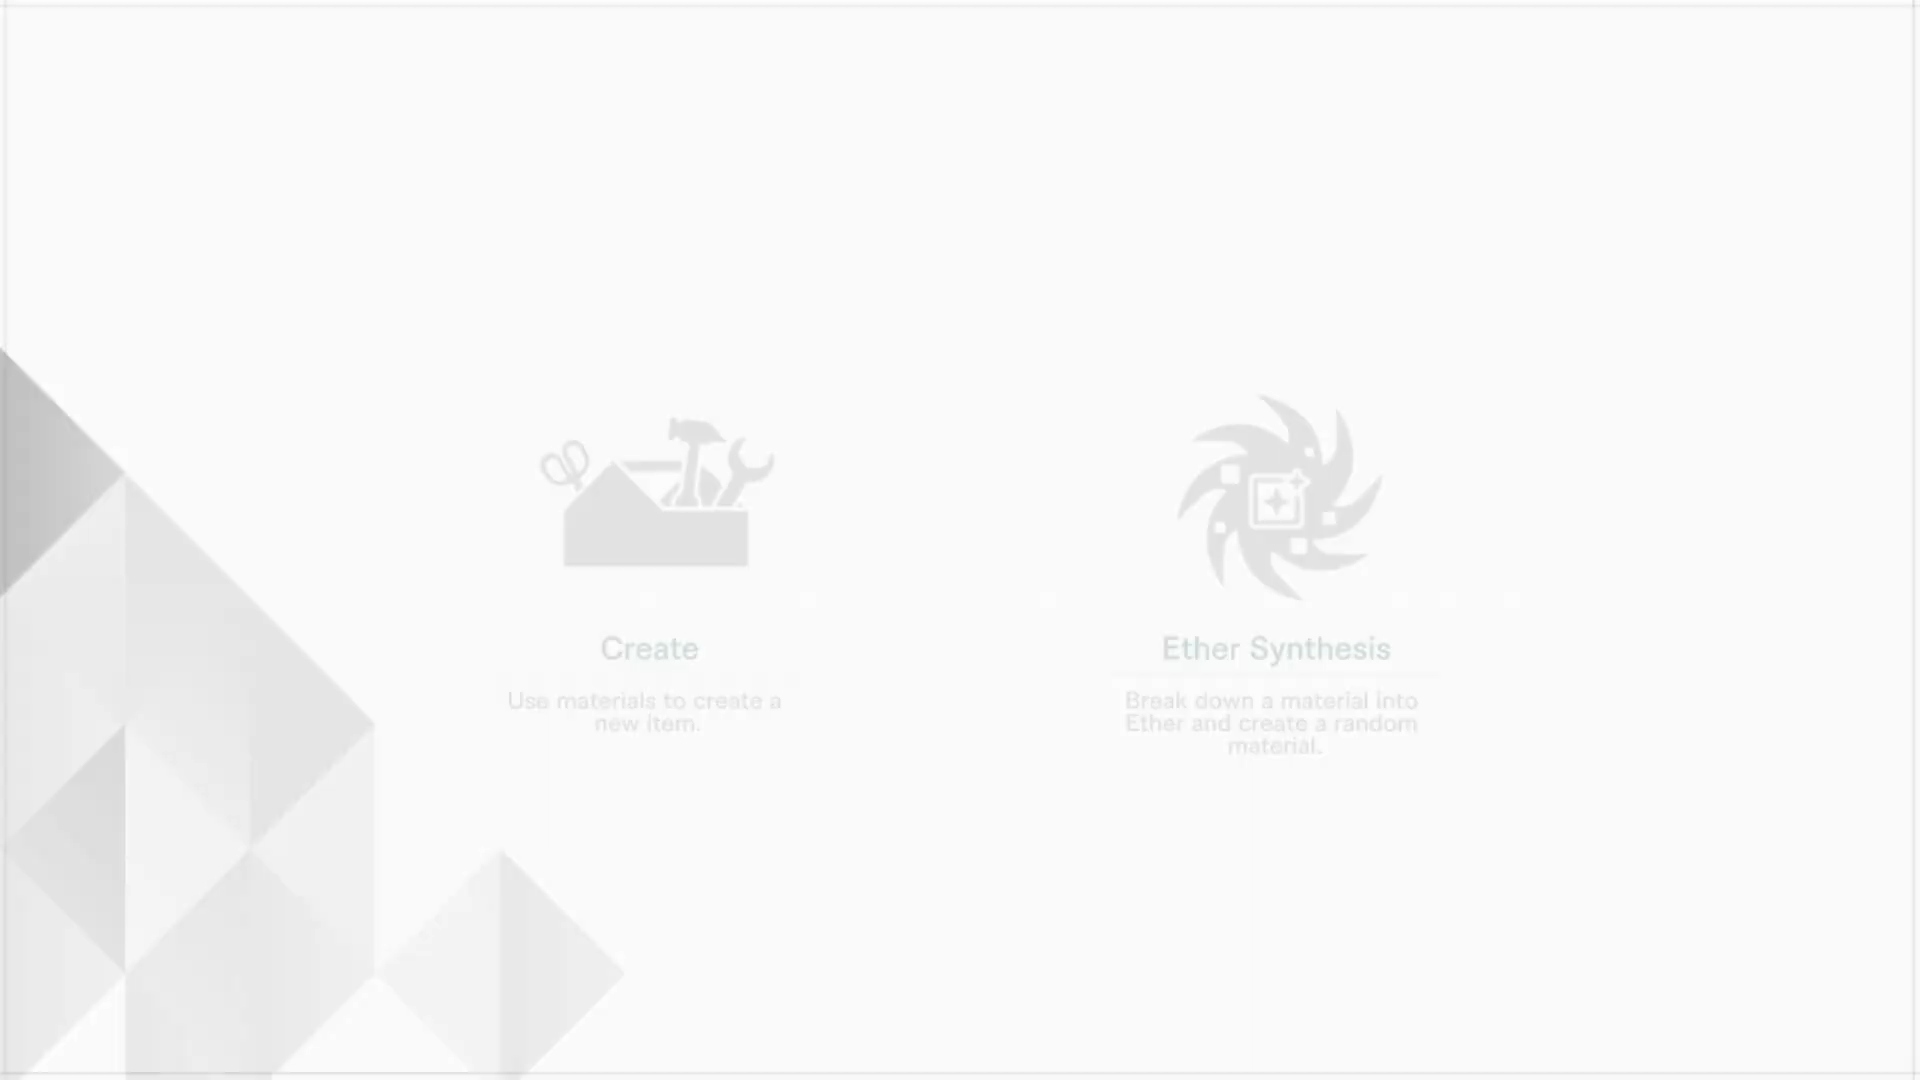 Create
Use materials to create a
new item.
Ether Synthesis
Break down a material into
Ether and create a random
material.